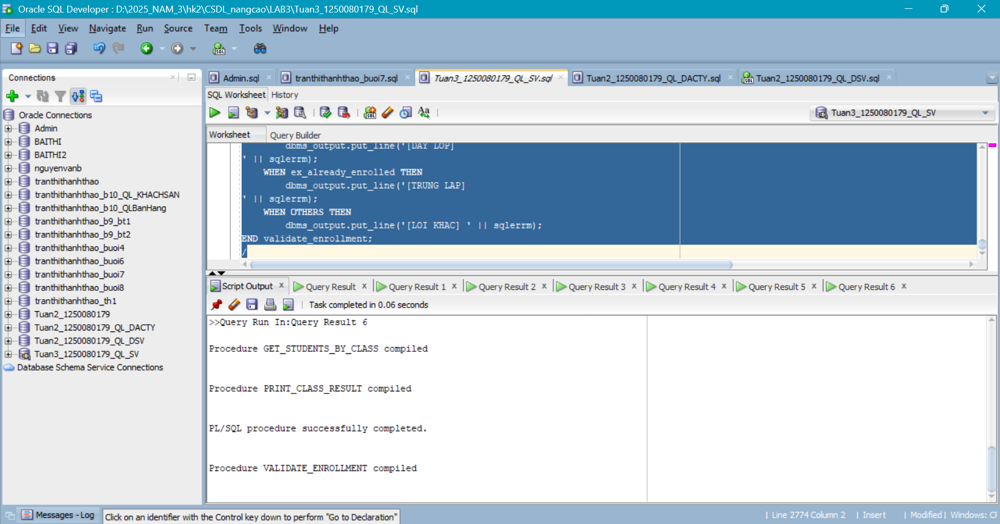 Oracle SQL Developer : D:\2025_NAM_3\hk2\CSDL_nangcao\LAB3\Tuan3_1250080179_QL_SV.sql
File Edit View Navigate Run Source Team Tools Window Help
Connections
Oracle Connections
Admin
BAITHI
BAITHI2
nguyenvanb
tranthithanhthao
tranthithanhthao_b10_QL_KHACHSAN
tranthithanhthao_b10_QLBanHang
tranthithanhthao_b9_bt1
tranthithanhthao_b9_bt2
tranthithanhthao_buoi4
tranthithanhthao_buoi6
tranthithanhthao_buoi7
tranthithanhthao_buoi8
tranthithanhthao_th1
Tuan2_1250080179
Tuan2_1250080179_QL_DACTY
Tuan2_1250080179_QL_DSV
Tuan3_1250080179_QL_SV
Database Schema Service Connections
Admin.sql tranthithanhthao_buoi7.sql Tuan3_1250080179_QL_SV.sql Tuan2_1250080179_QL_DACTY.sql Tuan2_1250080179_QL_DSV.sql
SQL Worksheet History
Tuan3_1250080179_QL_SV
Worksheet Query Builder
dbms_output.put_line('[DAY LOP]
' || sqlerrm);
WHEN ex_already_enrolled THEN
dbms_output.put_line('[TRUNG LAP]
' || sqlerrm);
WHEN OTHERS THEN
dbms_output.put_line('[LOI KHAC] ' || sqlerrm);
END validate_enrollment;
/
Script Output Query Result Query Result 1 Query Result 2 Query Result 3 Query Result 4 Query Result 5 Query Result 6
Task completed in 0.06 seconds
>>Query Run In:Query Result 6
Procedure GET_STUDENTS_BY_CLASS compiled
Procedure PRINT_CLASS_RESULT compiled
PL/SQL procedure successfully completed.
Procedure VALIDATE_ENROLLMENT compiled
Messages - Log
Click on an identifier with the Control key down to perform "Go to Declaration"
Line 2774 Column 2 | Insert | Modified | Windows: CF